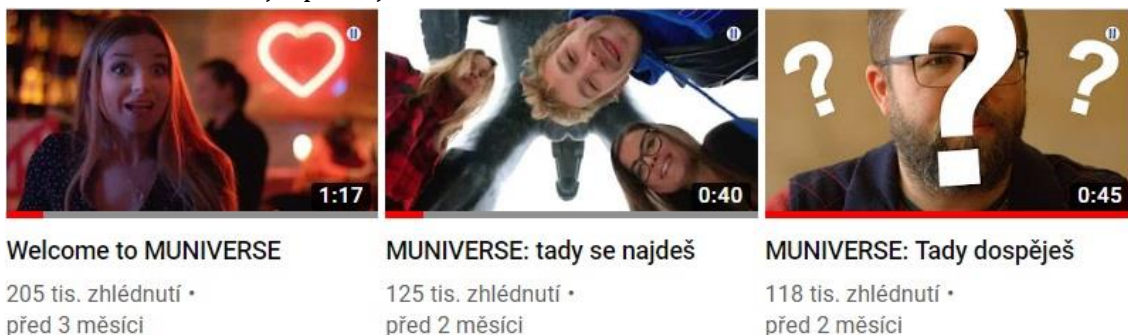 ? ? ?
1:17
0:40
0:45
Welcome to MUNIVERSE
MUNIVERSE: tady se najdeš
MUNIVERSE: Tady dospěješ
205 tis. zhlédnutí •
125 tis. zhlédnutí •
118 tis. zhlédnutí •
před 3 měsíci
před 2 měsíci
před 2 měsíci